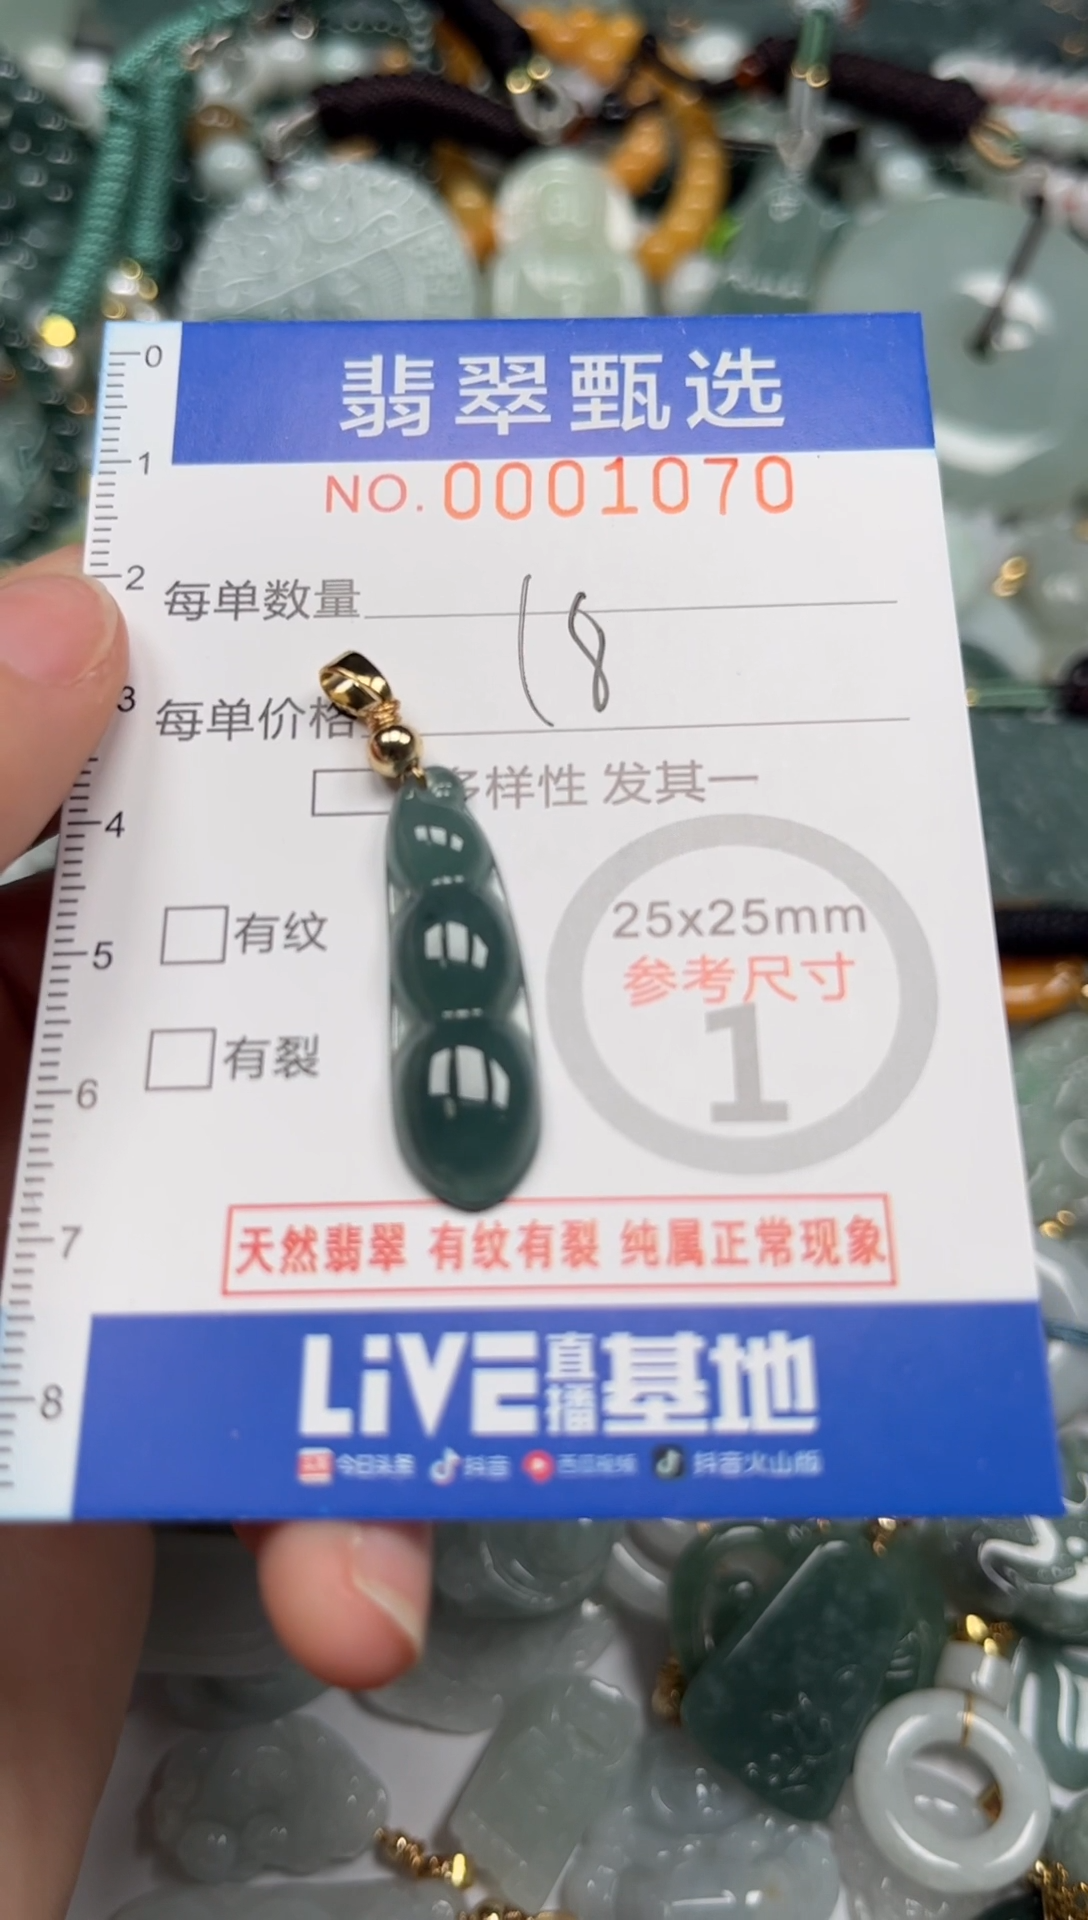 翡翠甄选
NO.0001070
每单数量
18
每单价格
多样性 发其一
有纹
25x25mm
参考尺寸
1
有裂
天然翡翠 有纹有裂 纯属正常现象
LiVE直播基地
今日头条 抖音 西瓜视频 抖音火山版
0
1
2
3
4
5
6
7
8